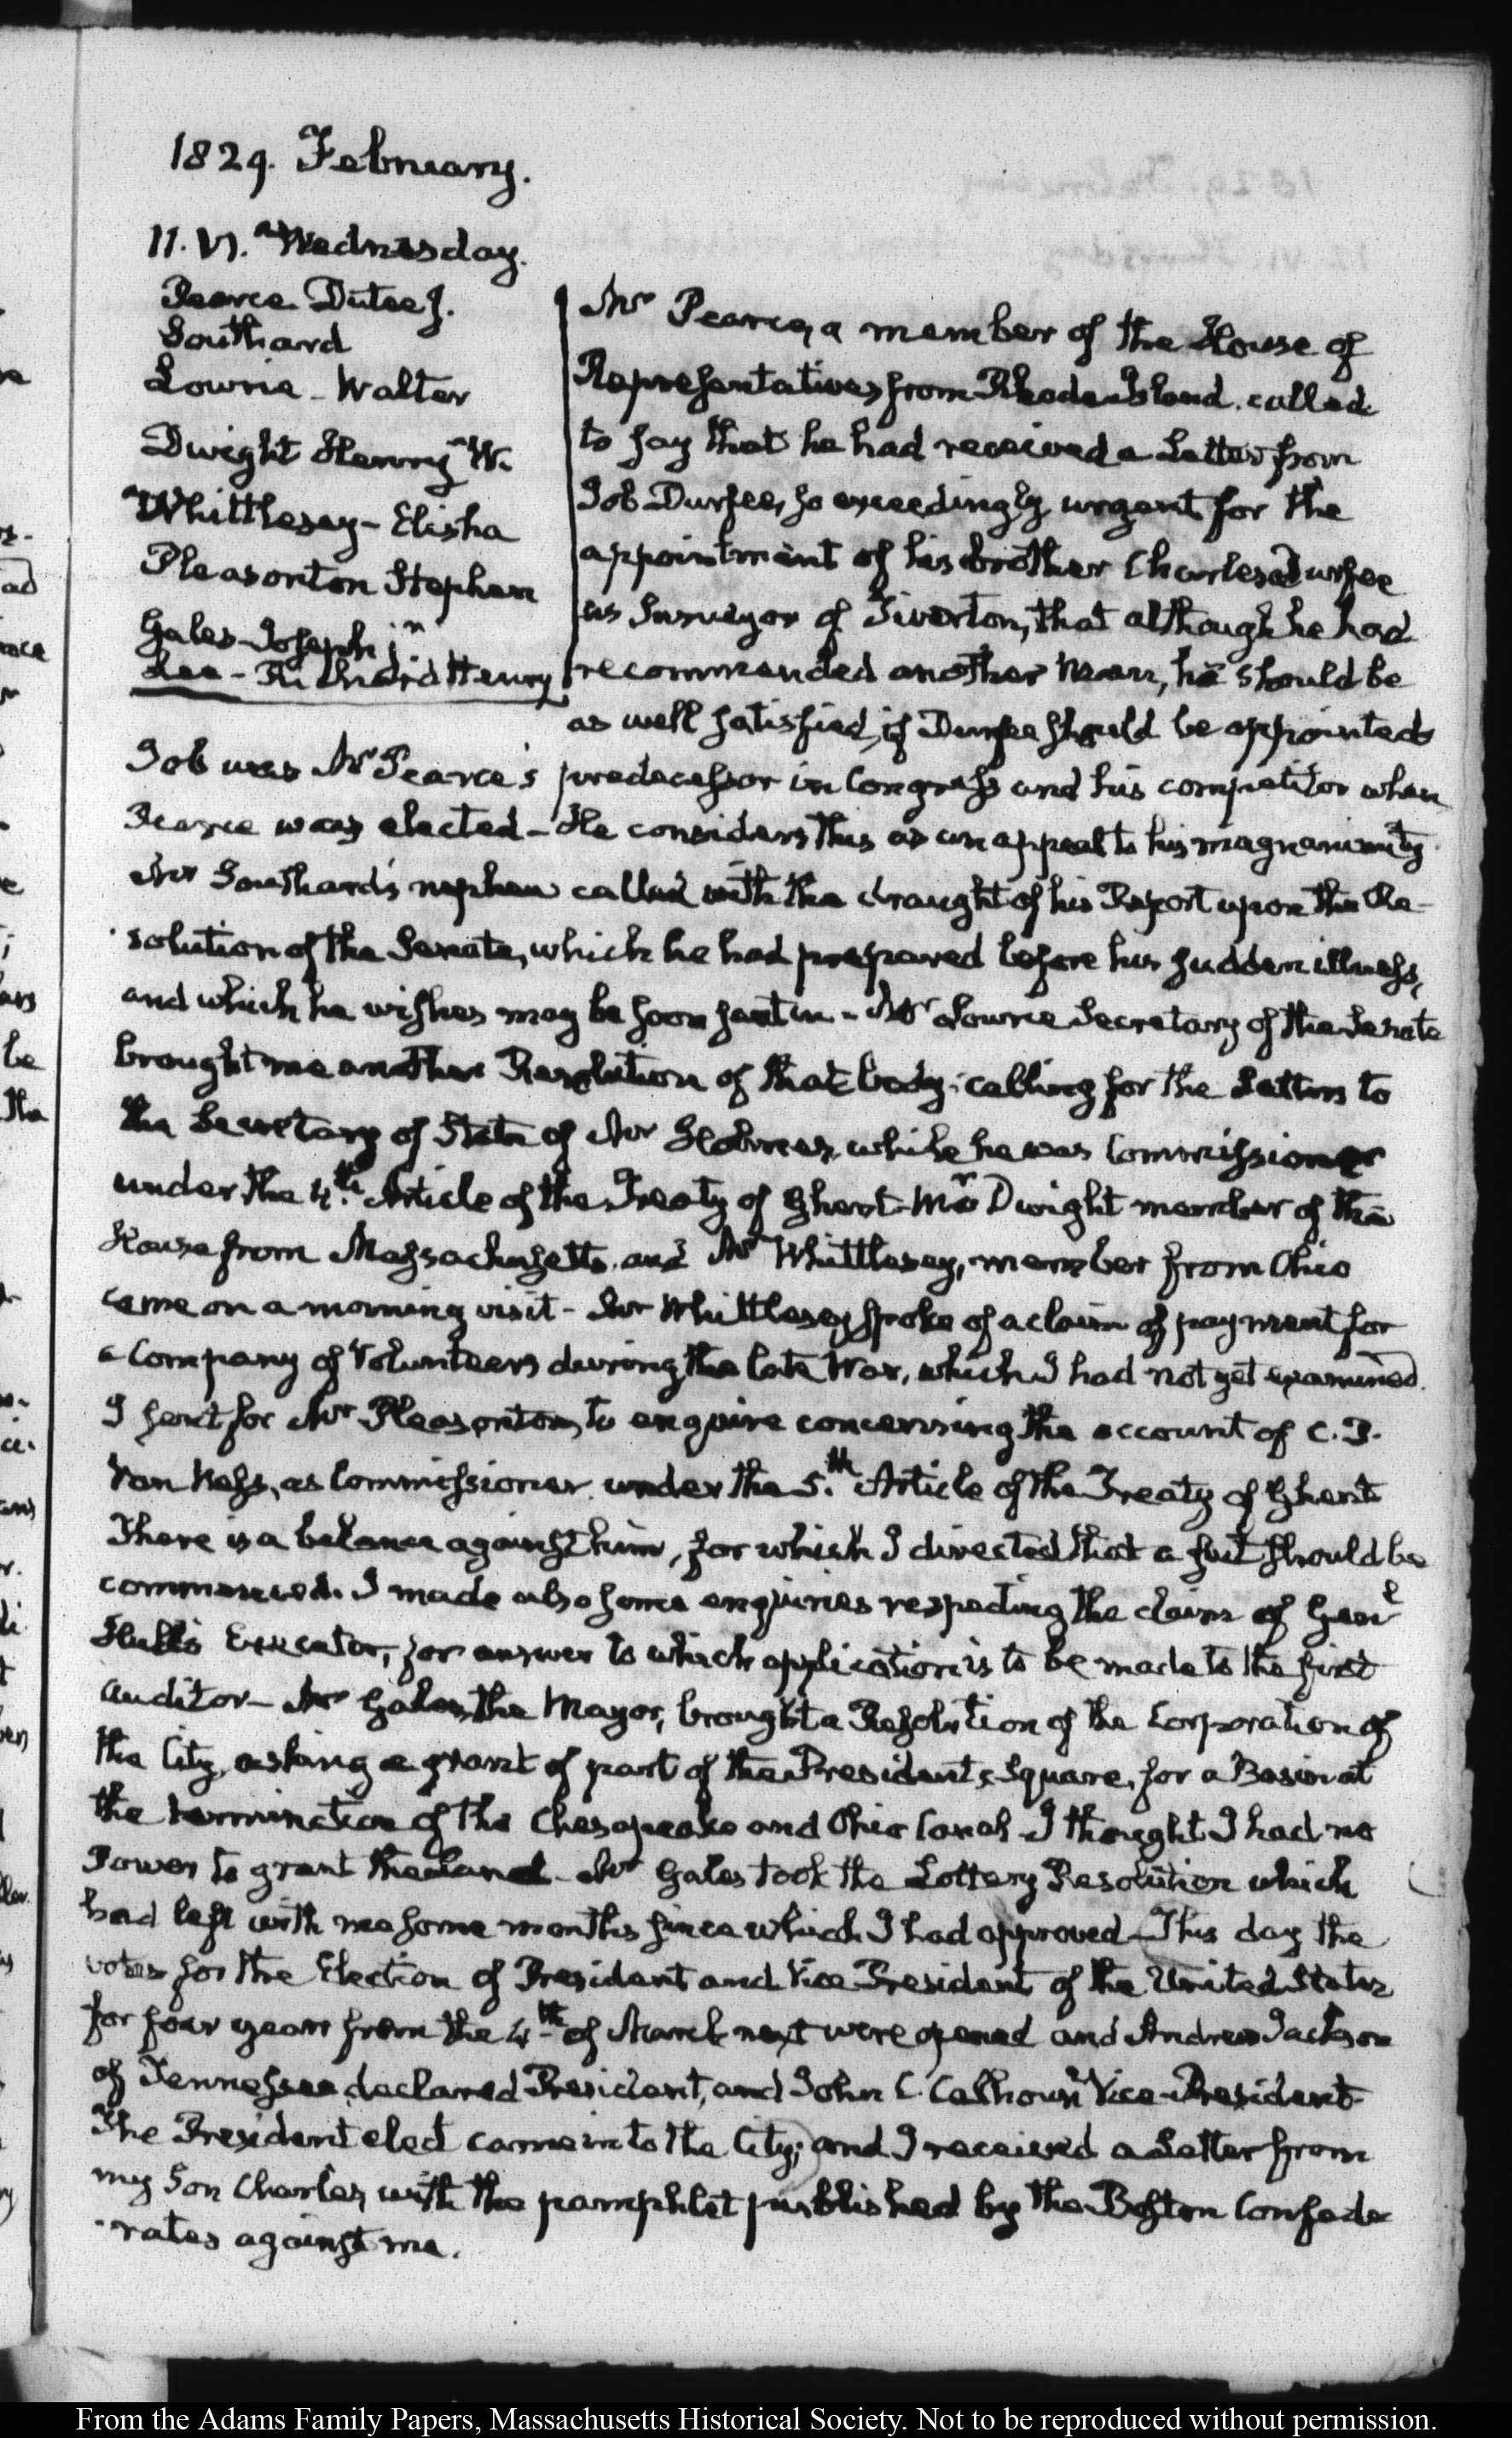 1829. February.
11. VI. Wednesday.
Pearce Dutee J.
Southard
Lowrie - Walter
Dwight Henry W.
Whittlesey - Elisha
Pleasonton Stephen
Gales - Joseph jr.
Lee - Richard Henry
Mr Pearce, a member of the House of
Representatives from Rhode-Island, called
to say that he had received a Letter from
Job Durfee, so exceedingly urgent for the
appointment of his brother Charles Durfee
as Surveyor of Tiverton, that although he had
recommended another man, he should be
as well satisfied, if Durfee should be appointed
Job was Mr Pearce's predecessor in Congress and his competitor when
Pearce was elected - He considers this as an appeal to his magnanimity
Mr Southard's nephew called with the draught of his Report upon the Re-
solution of the Senate, which he had prepared before his sudden illness,
and which he wishes may be soon sent in - Mr Lowrie Secretary of the Senate
brought me another Resolution of that body; calling for the Letters to
the Secretary of State of Mr Holmes, while he was Commissioner
under the 4th. Article of the Treaty of Ghent - Mr Dwight member of the
House from Massachusetts, and Mr Whittlesey, member from Ohio
came on a morning visit - Mr Whittlesey spoke of a claim of payment for
a Company of Volunteers during the late War, which I had not yet examined.
I sent for Mr Pleasonton, to enquire concerning the account of C. P.
Van Ness, as Commissioner under the 5.th Article of the Treaty of Ghent
There is a balance against him, for which I directed that a suit should be
commenced. I made also some enquiries respecting the claim of Genl
Hull's Executor, for answer to which application is to be made to the first
Auditor - Mr Gales, the Mayor, brought a Resolution of the Corporation of
the City, asking a grant of part of the President's Square, for a Basin at
the termination of the Chesapeake and Ohio Canal - I thought I had no
Power to grant the land - Mr Gales took the Lottery Resolution which
had left with me some months since which I had approved - This day the
votes for the Election of President and Vice President of the United States
for four years from the 4th of March next were opened and Andrew Jackson
of Tennessee declared President, and John C. Calhoun Vice-President
The President elect came in to the City; and I received a Letter from
my Son Charles, with the pamphlet published by the Boston Confede
rates against me.
From the Adams Family Papers, Massachusetts Historical Society. Not to be reproduced without permission.